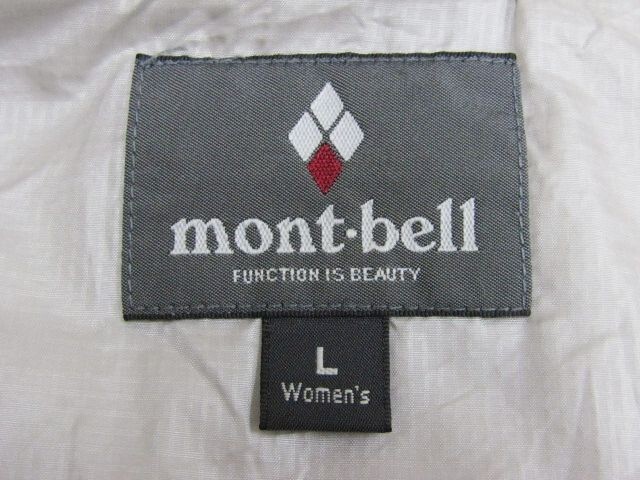 mont·bell
FUNCTION IS BEAUTY
L
Women's